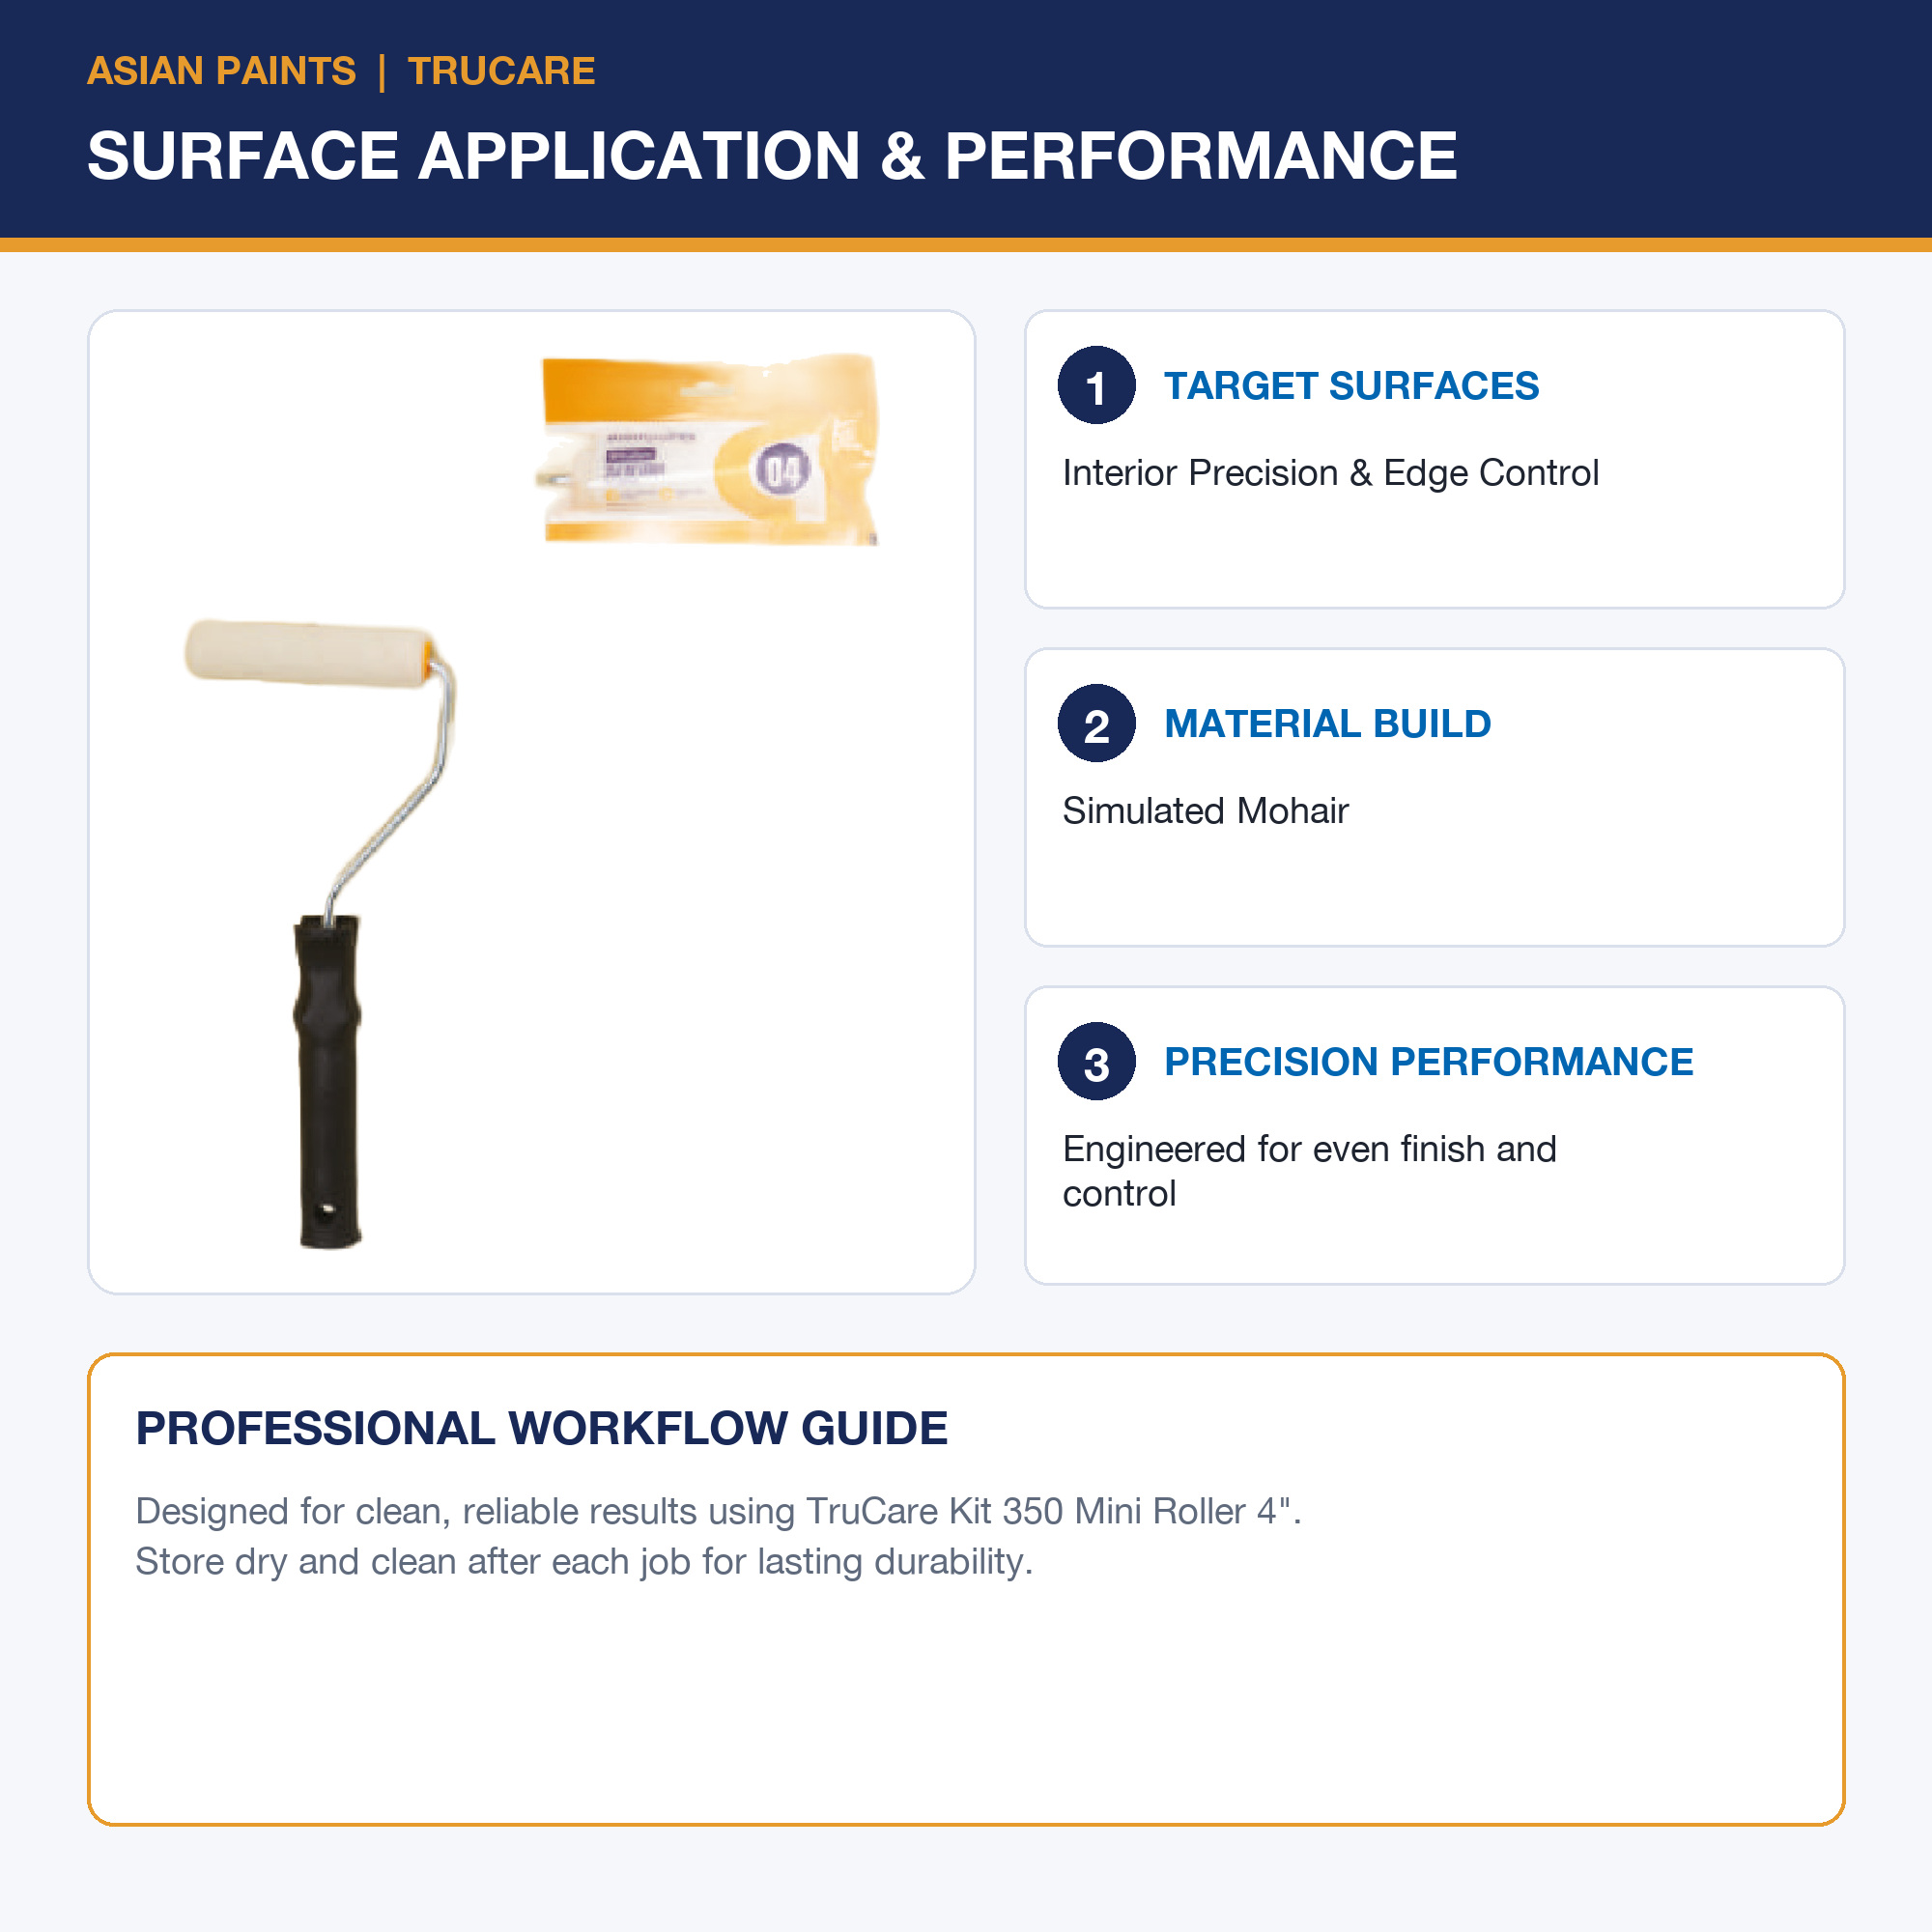 ASIAN PAINTS | TRUCARE
SURFACE APPLICATION & PERFORMANCE
04
1 TARGET SURFACES
Interior Precision & Edge Control
2 MATERIAL BUILD
Simulated Mohair
3 PRECISION PERFORMANCE
Engineered for even finish and
control
PROFESSIONAL WORKFLOW GUIDE
Designed for clean, reliable results using TruCare Kit 350 Mini Roller 4".
Store dry and clean after each job for lasting durability.